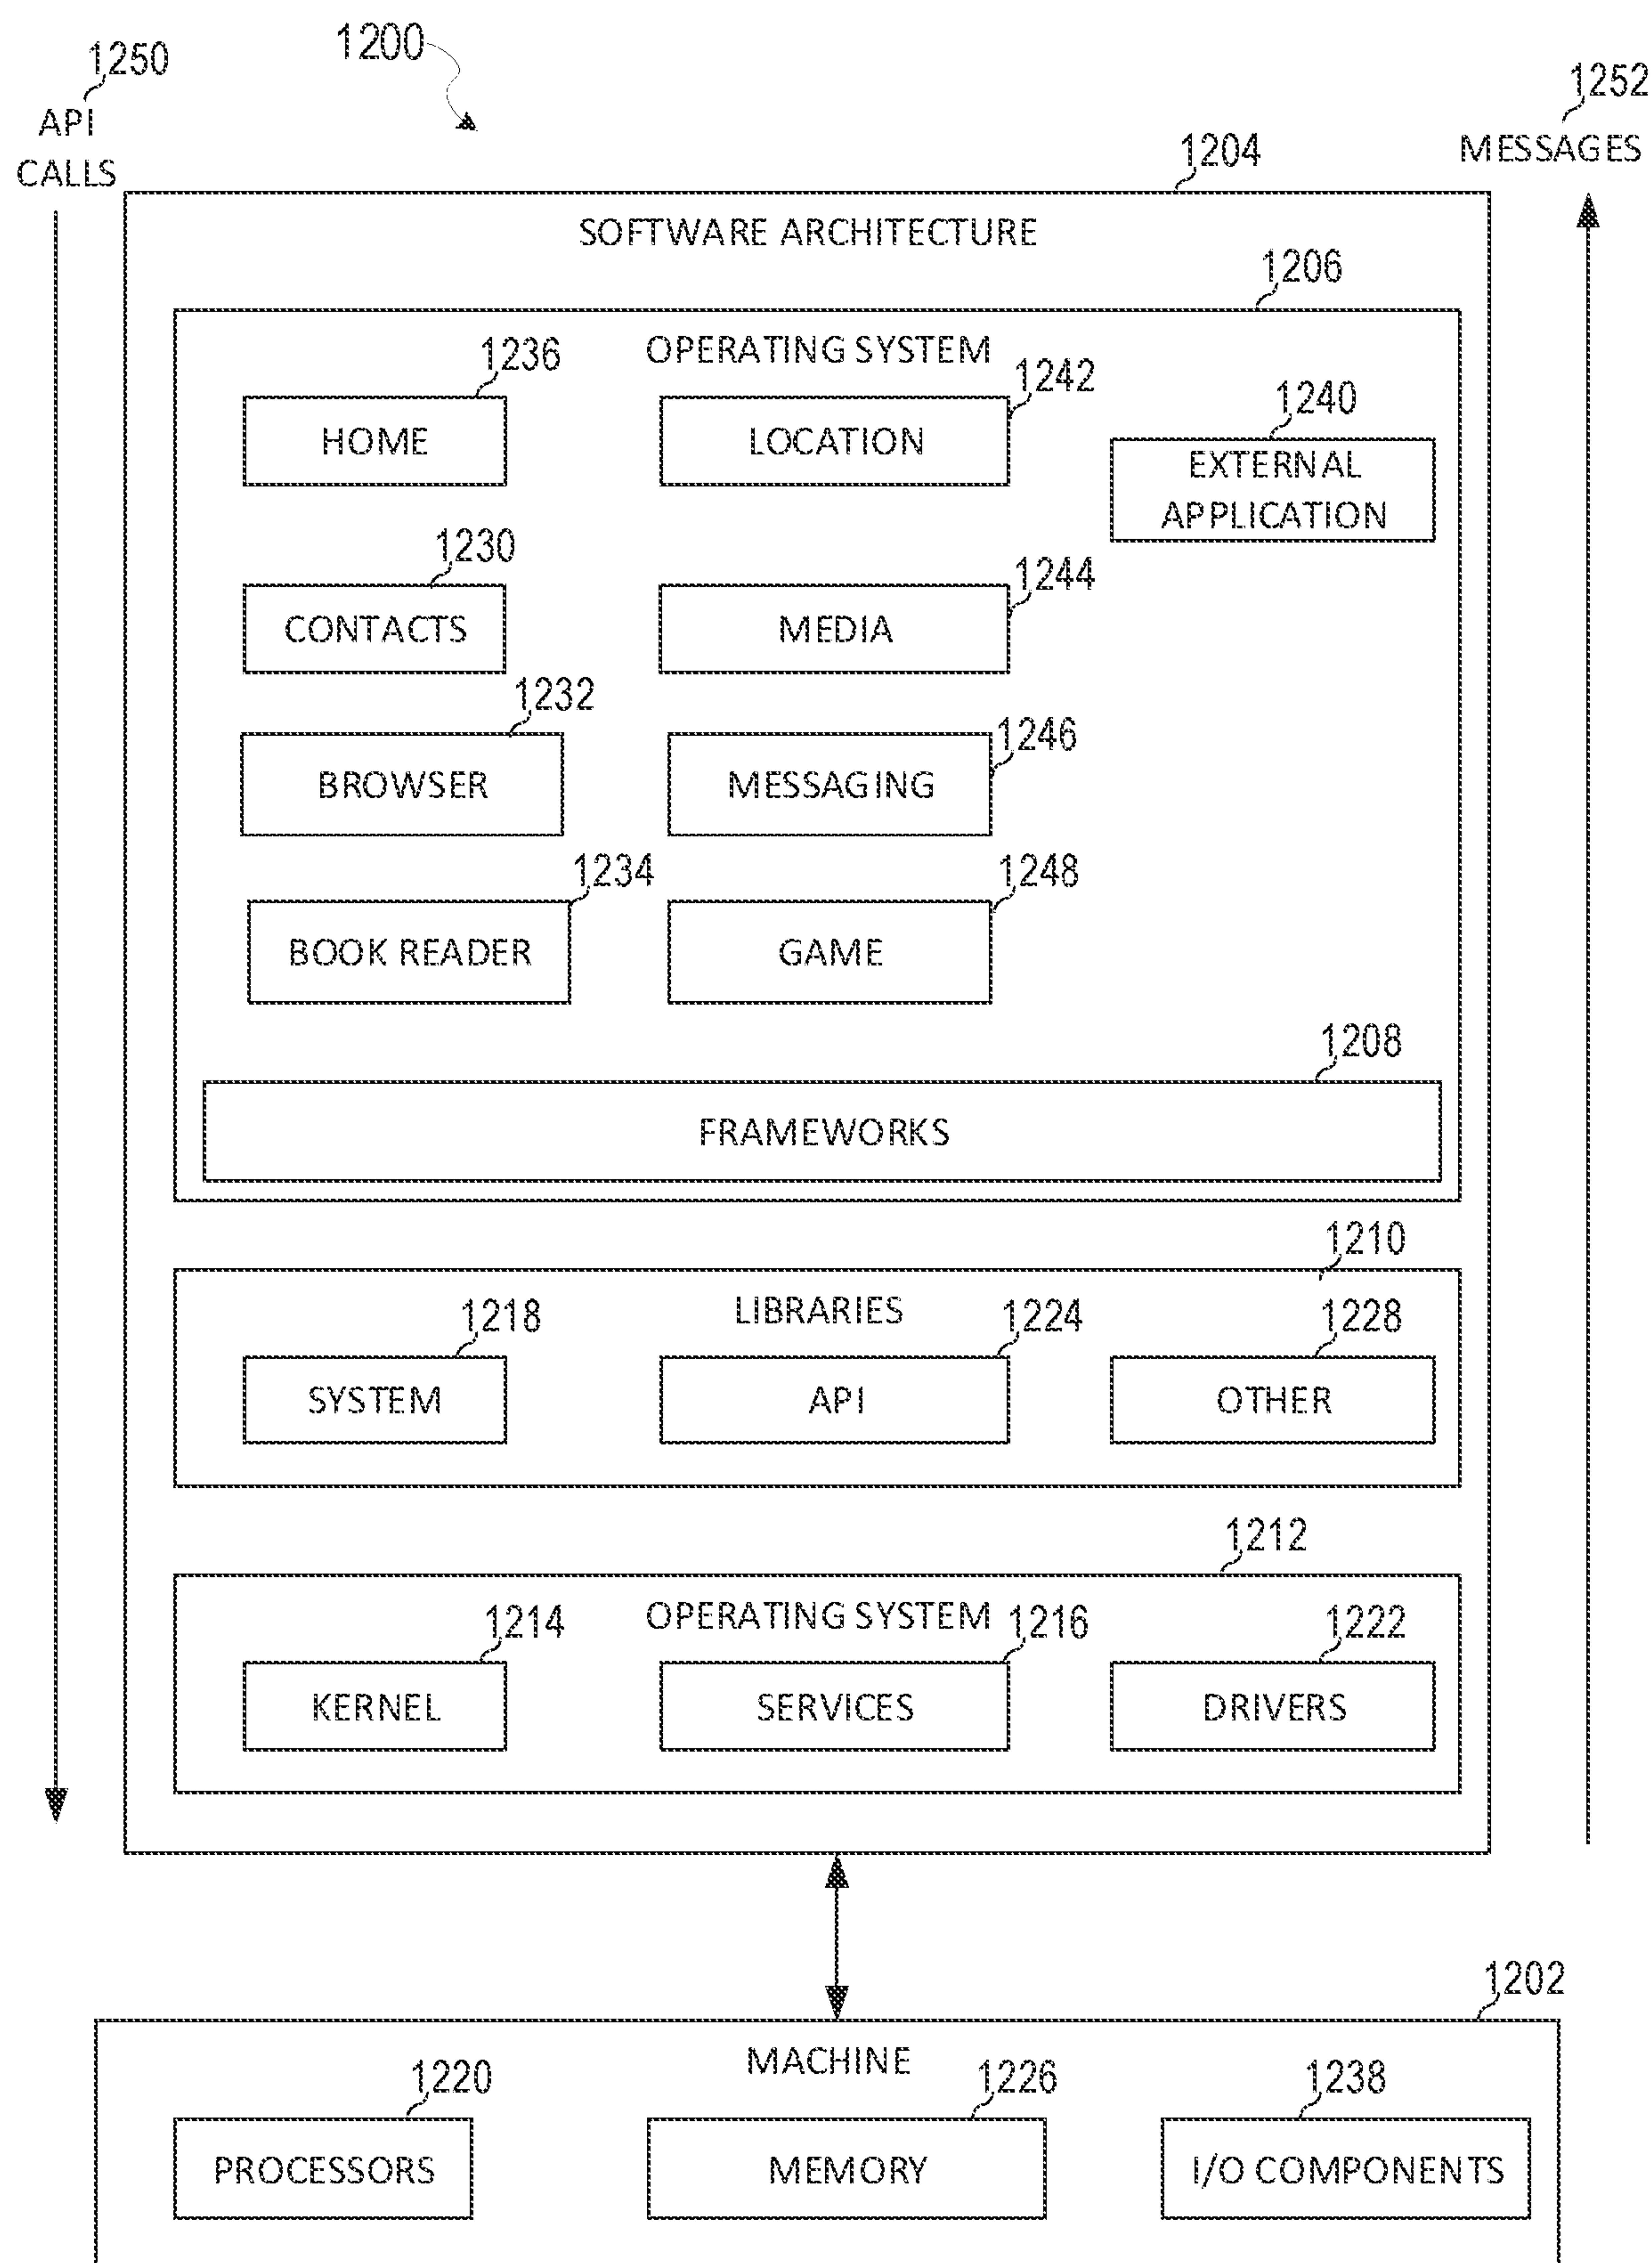 1250
1200
1252
API
CALLS
MESSAGES
1204
SOFTWARE ARCHITECTURE
1206
OPERATING SYSTEM
1236
1242
1240
HOME
LOCATION
EXTERNAL
APPLICATION
1230
1244
CONTACTS
MEDIA
1232
1246
BROWSER
MESSAGING
1234
1248
BOOK READER
GAME
1208
FRAMEWORKS
1210
LIBRARIES
1218
1224
1228
SYSTEM
API
OTHER
1212
OPERATING SYSTEM
1214
1216
1222
KERNEL
SERVICES
DRIVERS
1202
MACHINE
1220
1226
1238
PROCESSORS
MEMORY
I/O COMPONENTS